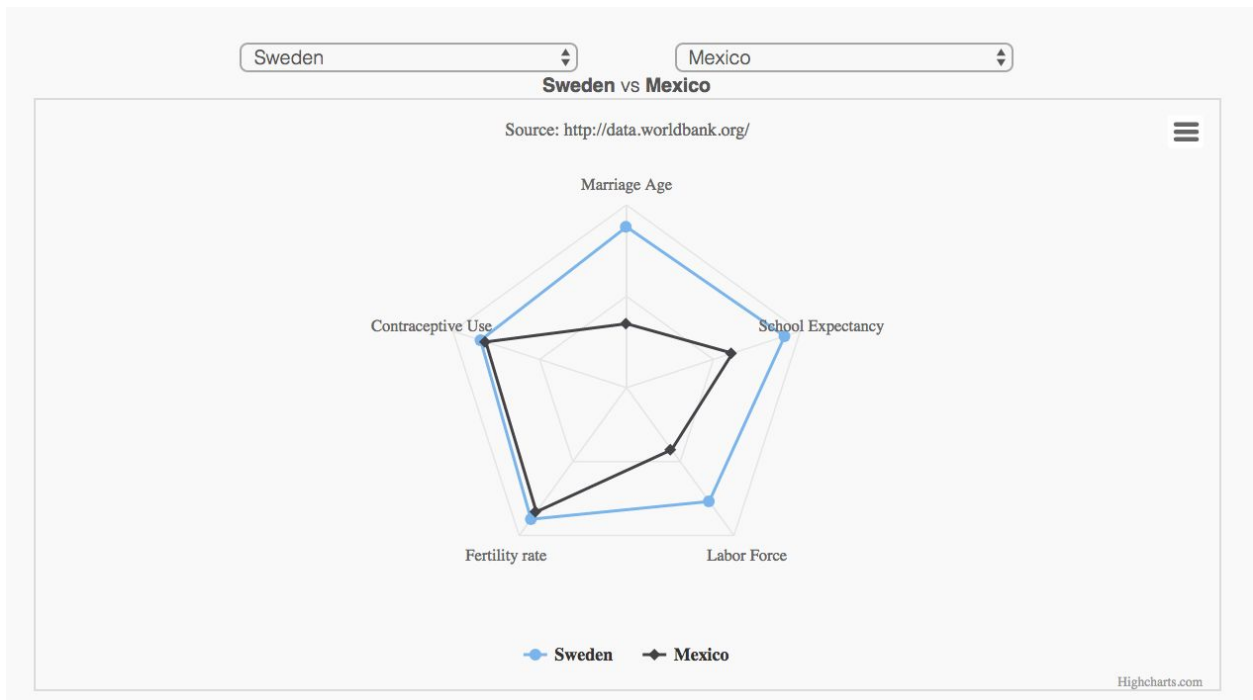 Sweden
Mexico
Sweden vs Mexico
Source: http://data.worldbank.org/
Marriage Age
Contraceptive Use
School Expectancy
Fertility rate
Labor Force
Sweden
Mexico
Highcharts.com